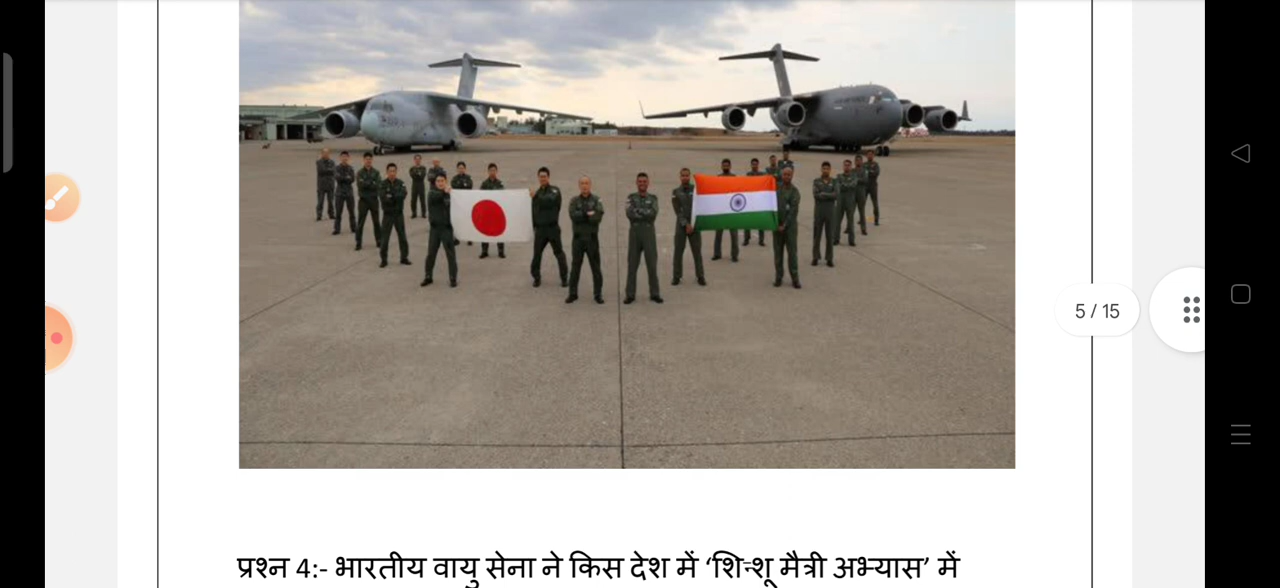 5 / 15
प्रश्न 4:- भारतीय वायु सेना ने किस देश में ‘शिन्शू मैत्री अभ्यास’ में